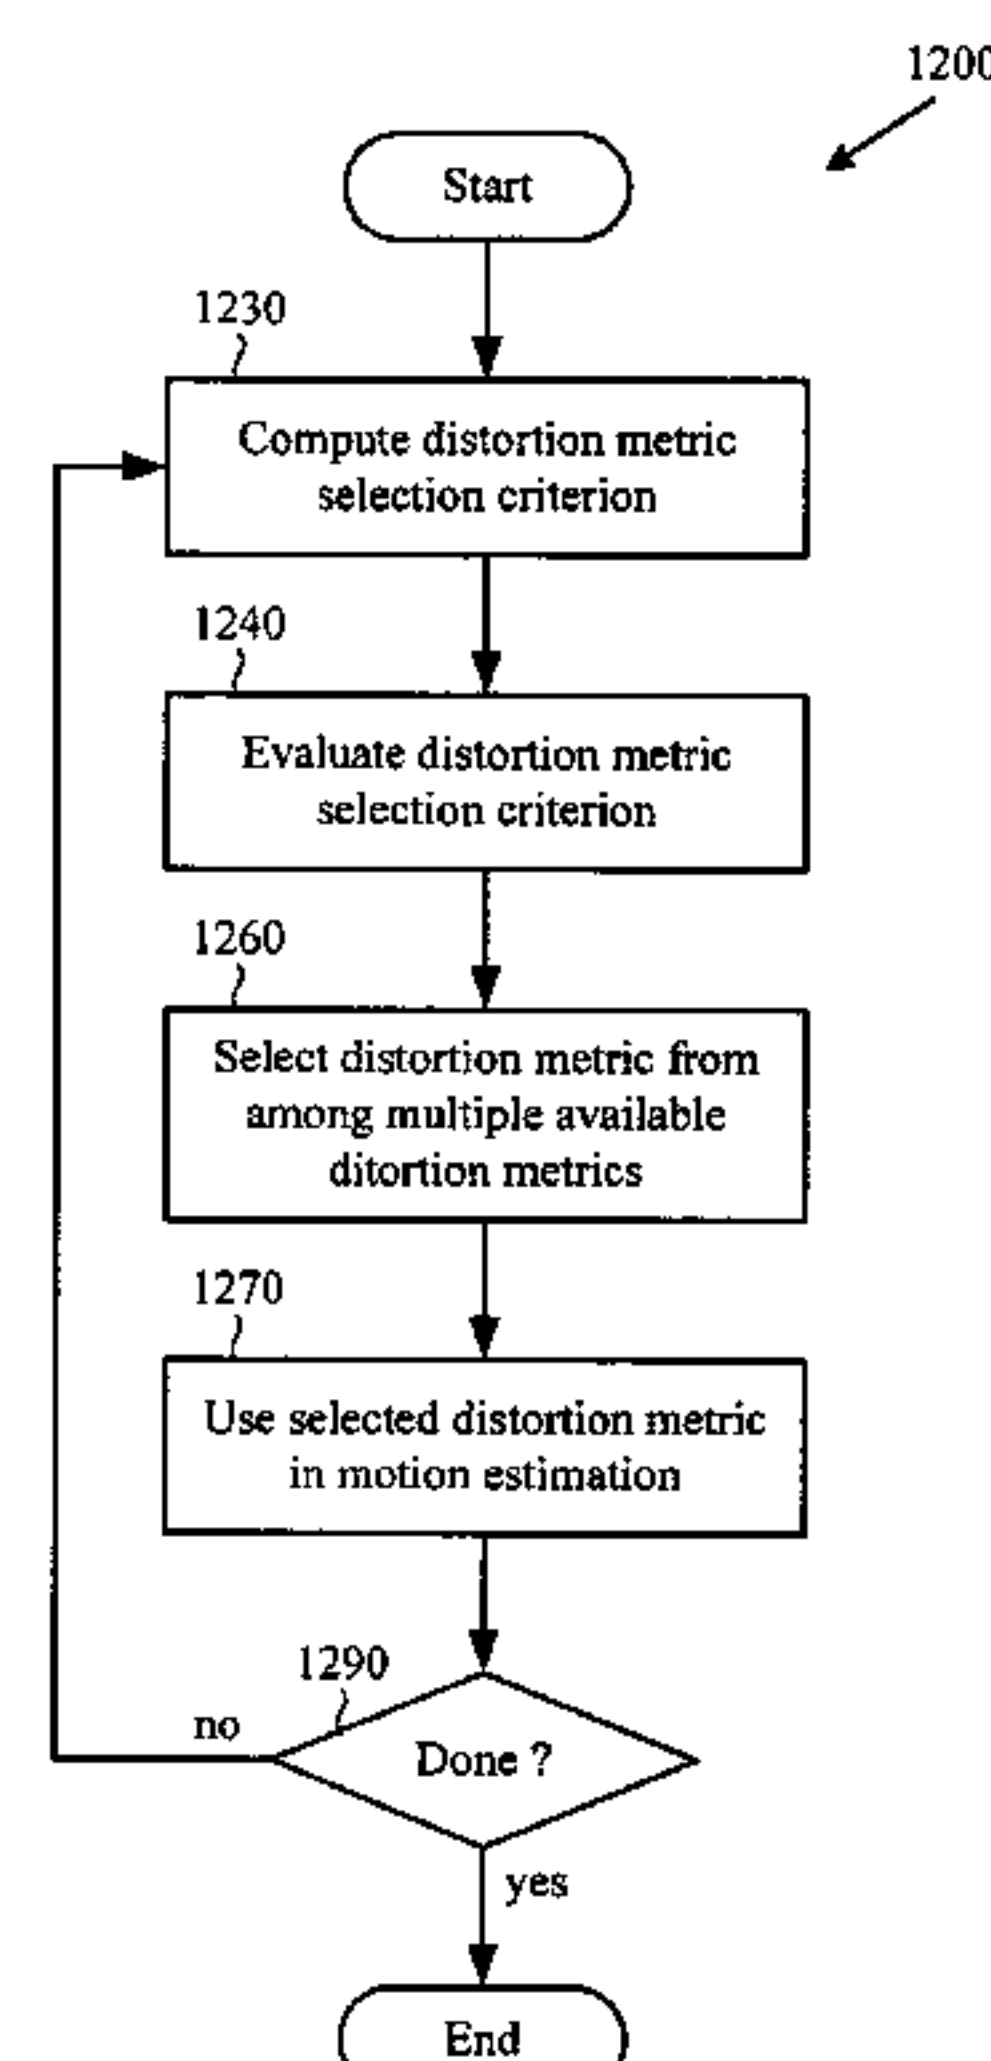 1200
Start
1230
Compute distortion metric
selection criterion
1240
Evaluate distortion metric
selection criterion
1260
Select distortion metric from
among multiple available
ditortion metrics
1270
Use selected distortion metric
in motion estimation
1290
no
Done ?
yes
End